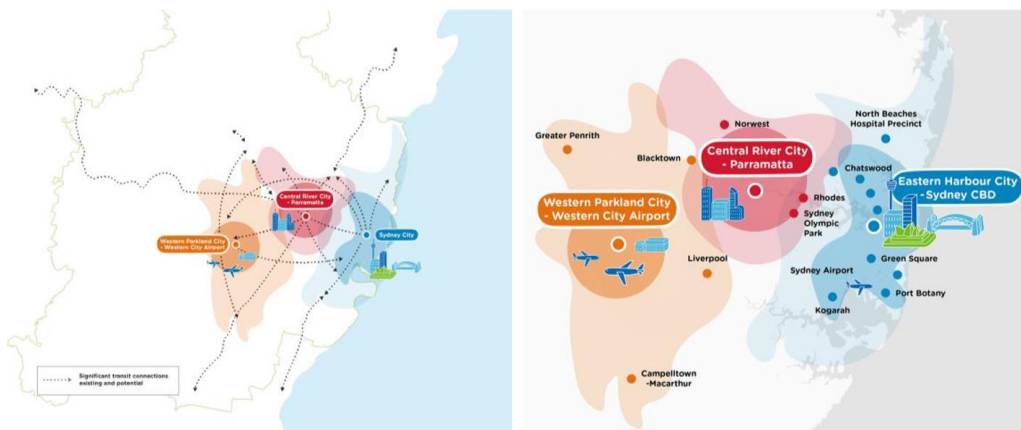 Central River City
- Parramatta
Western Parkland City
- Western City Airport
Sydney City
Significant transit connections
existing and potential
North Beaches
Hospital Precinct
Norwest
Greater Penrith
Blacktown
Central River City
- Parramatta
Chatswood
Eastern Harbour City
- Sydney CBD
Rhodes
Western Parkland City
- Western City Airport
Sydney
Olympic
Park
Liverpool
Green Square
Sydney Airport
Port Botany
Kogarah
Campelltown
-Macarthur